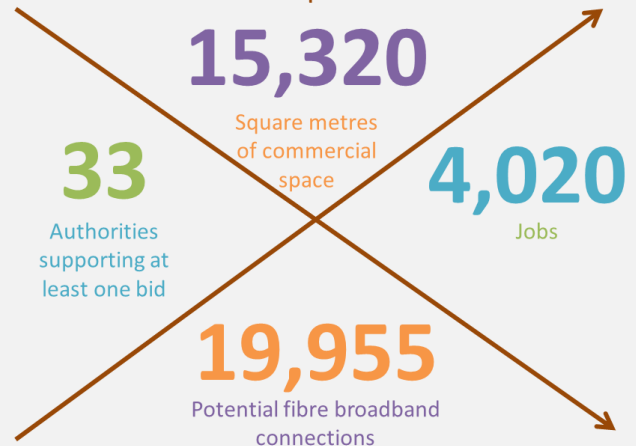 15,320
Square metres
of commercial
space
33
Authorities
supporting at
least one bid
4,020
Jobs
19,955
Potential fibre broadband
connections